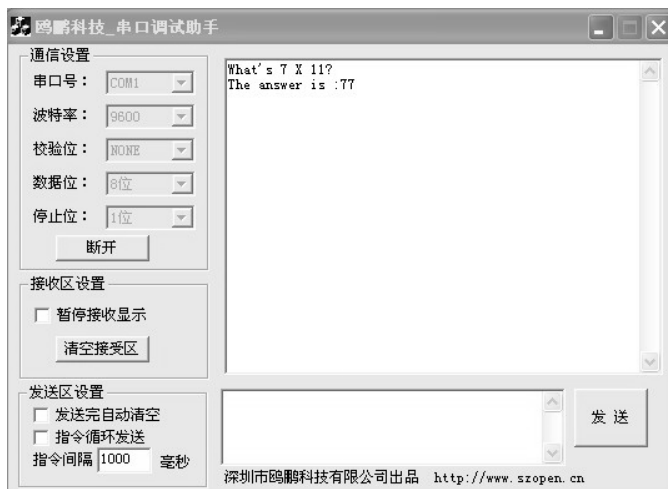 鸥鹏科技_串口调试助手
通信设置
串口号： COM1
波特率： 9600
校验位： NONE
数据位： 8位
停止位： 1位
断开
接收区设置
暂停接收显示
清空接受区
发送区设置
发送完自动清空
指令循环发送
指令间隔 1000 毫秒
What's 7 X 11?
The answer is :77
发 送
深圳市鸥鹏科技有限公司出品 http://www.szopen.cn